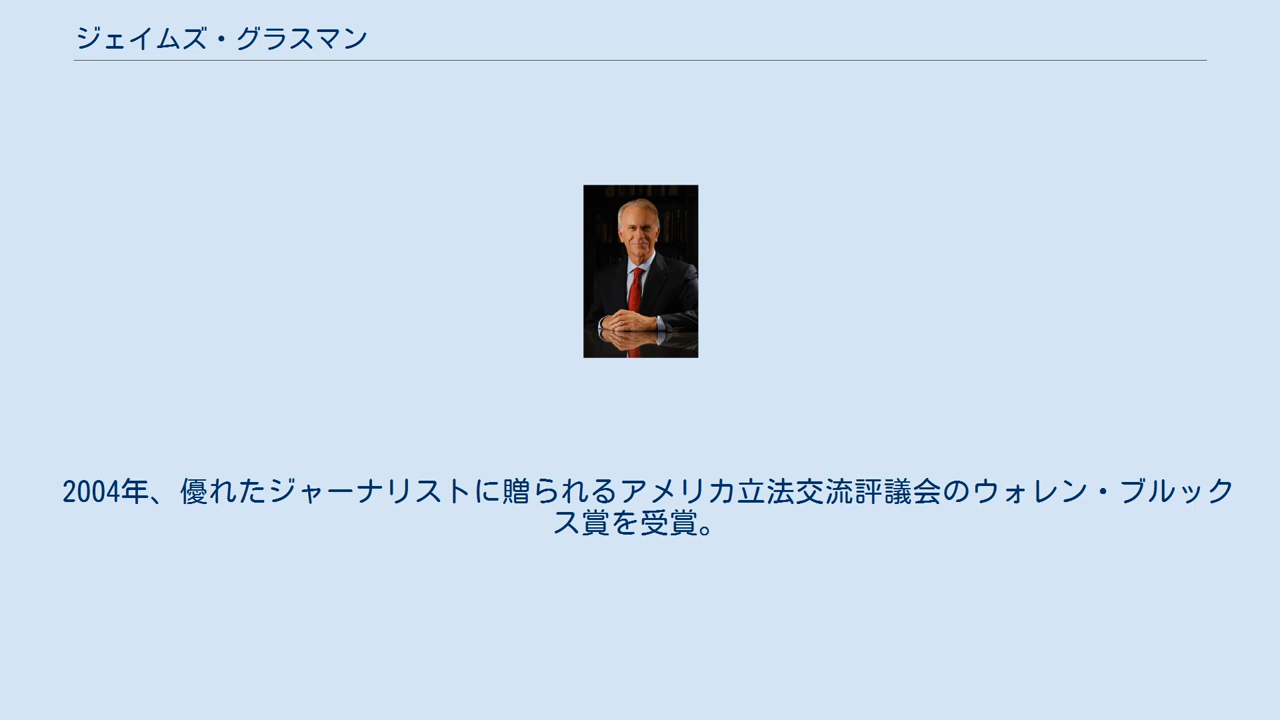 ジェイムズ・グラスマン
2004年、優れたジャーナリストに贈られるアメリカ立法交流評議会のウォレン・ブルック
ス賞を受賞。